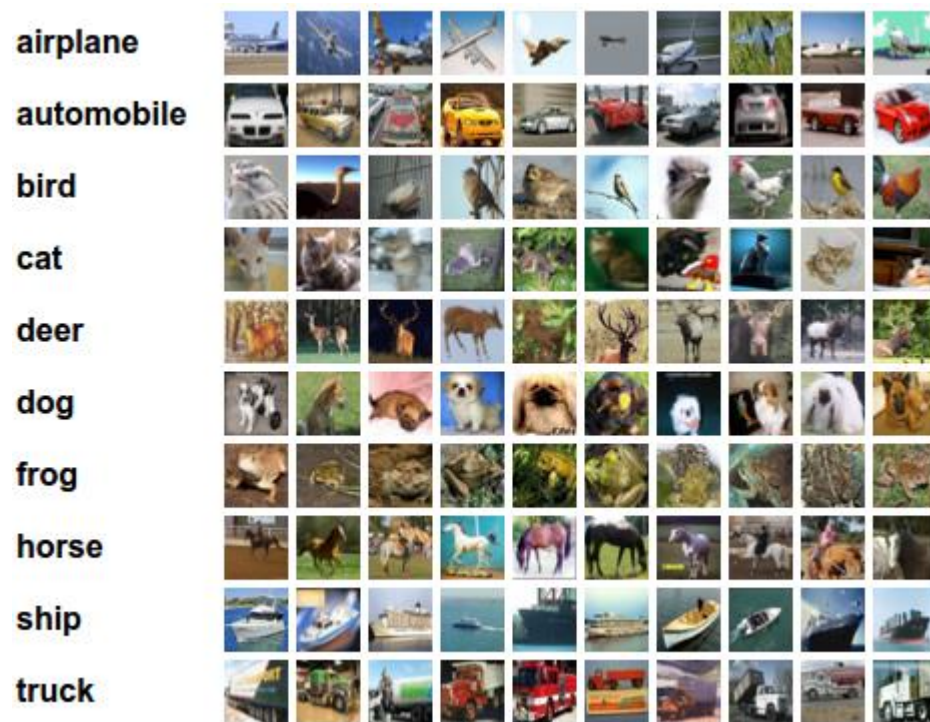 airplane
automobile
bird
cat
deer
dog
frog
horse
ship
truck